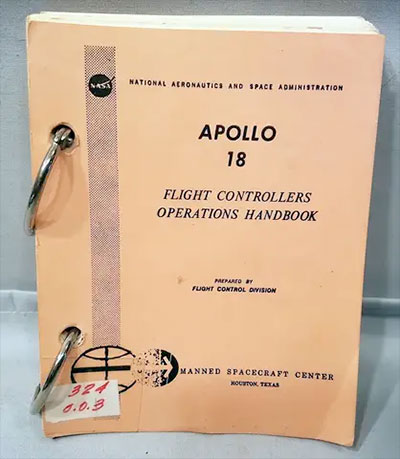 NASA
NATIONAL AERONAUTICS AND SPACE ADMINISTRATION
APOLLO
18
FLIGHT CONTROLLERS
OPERATIONS HANDBOOK
PREPARED BY
FLIGHT CONTROL DIVISION
MANNED SPACECRAFT CENTER
HOUSTON, TEXAS
324
0.0.3